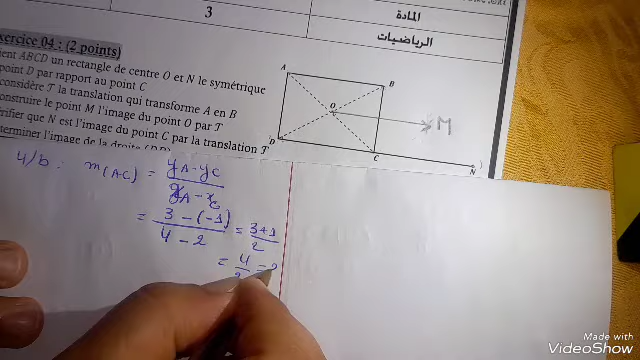 3
المادة
الرياضيات
xercice 04 : (2 points)
ient ABCD un rectangle de centre O et N le symétrique
point D par rapport au point C
considère T la translation qui transforme A en B
onstruire le point M l'image du point O par T
rifier que N est l'image du point C par la translation T
terminer l'image de la droite
A
B
O
M
D
C
N
4/b : m(AC) = yA - yC
xA - xC
= 3 - (-1) = 3+1
4 - 2 2
= 4 = 2
2
Made with
VideoShow